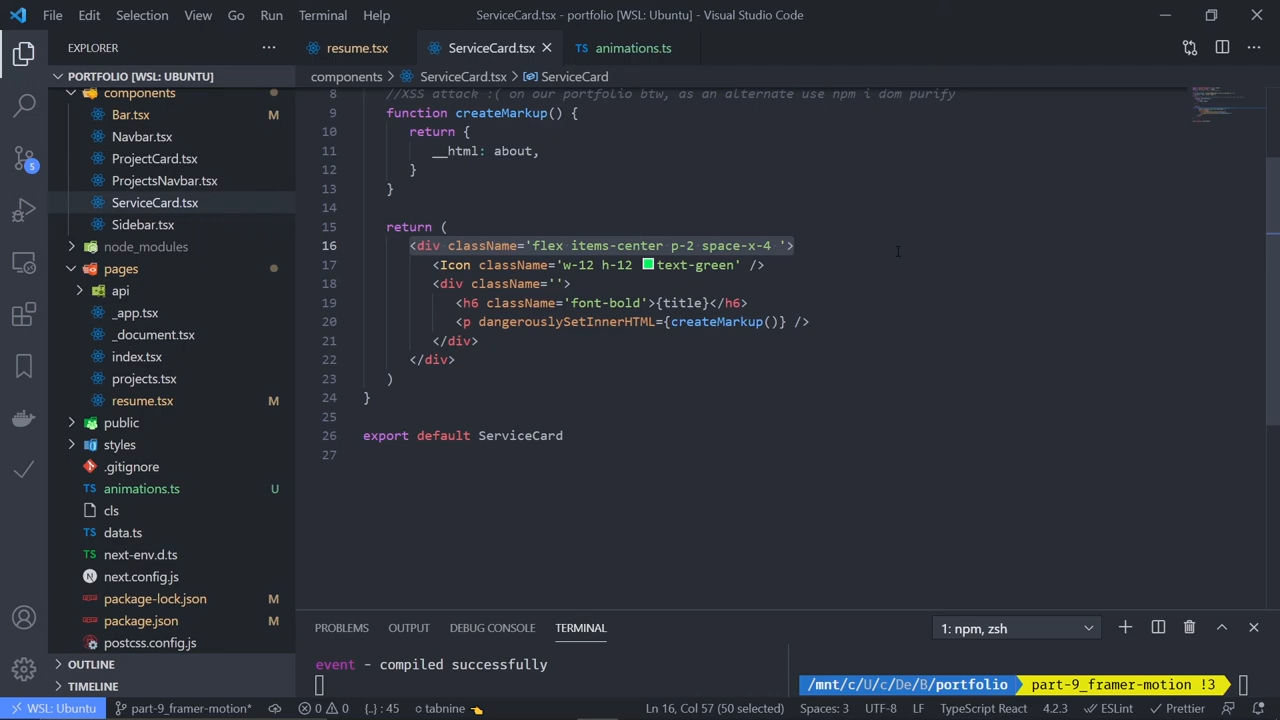 File Edit Selection View Go Run Terminal Help
ServiceCard.tsx - portfolio [WSL: Ubuntu] - Visual Studio Code
EXPLORER
resume.tsx
ServiceCard.tsx
TS animations.ts
PORTFOLIO [WSL: UBUNTU]
components
Bar.tsx M
Navbar.tsx
ProjectCard.tsx
ProjectsNavbar.tsx
ServiceCard.tsx
Sidebar.tsx
node_modules
pages
api
_app.tsx
_document.tsx
index.tsx
projects.tsx
resume.tsx M
public
styles
.gitignore
TS animations.ts U
cls
TS data.ts
TS next-env.d.ts
next.config.js
package-lock.json M
package.json M
postcss.config.js
OUTLINE
TIMELINE
5
components > ServiceCard.tsx > ServiceCard
8 //XSS attack :( on our portfolio btw, as an alternate use npm i dom purify
9 function createMarkup() {
10 return {
11 __html: about,
12 }
13 }
14
15 return (
16 <div className='flex items-center p-2 space-x-4 '>
17 <Icon className='w-12 h-12 text-green' />
18 <div className=''>
19 <h6 className='font-bold'>{title}</h6>
20 <p dangerouslySetInnerHTML={createMarkup()} />
21 </div>
22 </div>
23 )
24 }
25
26 export default ServiceCard
27
PROBLEMS OUTPUT DEBUG CONSOLE TERMINAL
1: npm, zsh
event - compiled successfully
/mnt/c/U/c/De/B/portfolio part-9_framer-motion !3
WSL: Ubuntu part-9_framer-motion* 0 0 {..} : 45 tabnine Ln 16, Col 57 (50 selected) Spaces: 3 UTF-8 LF TypeScript React 4.2.3 ESLint Prettier